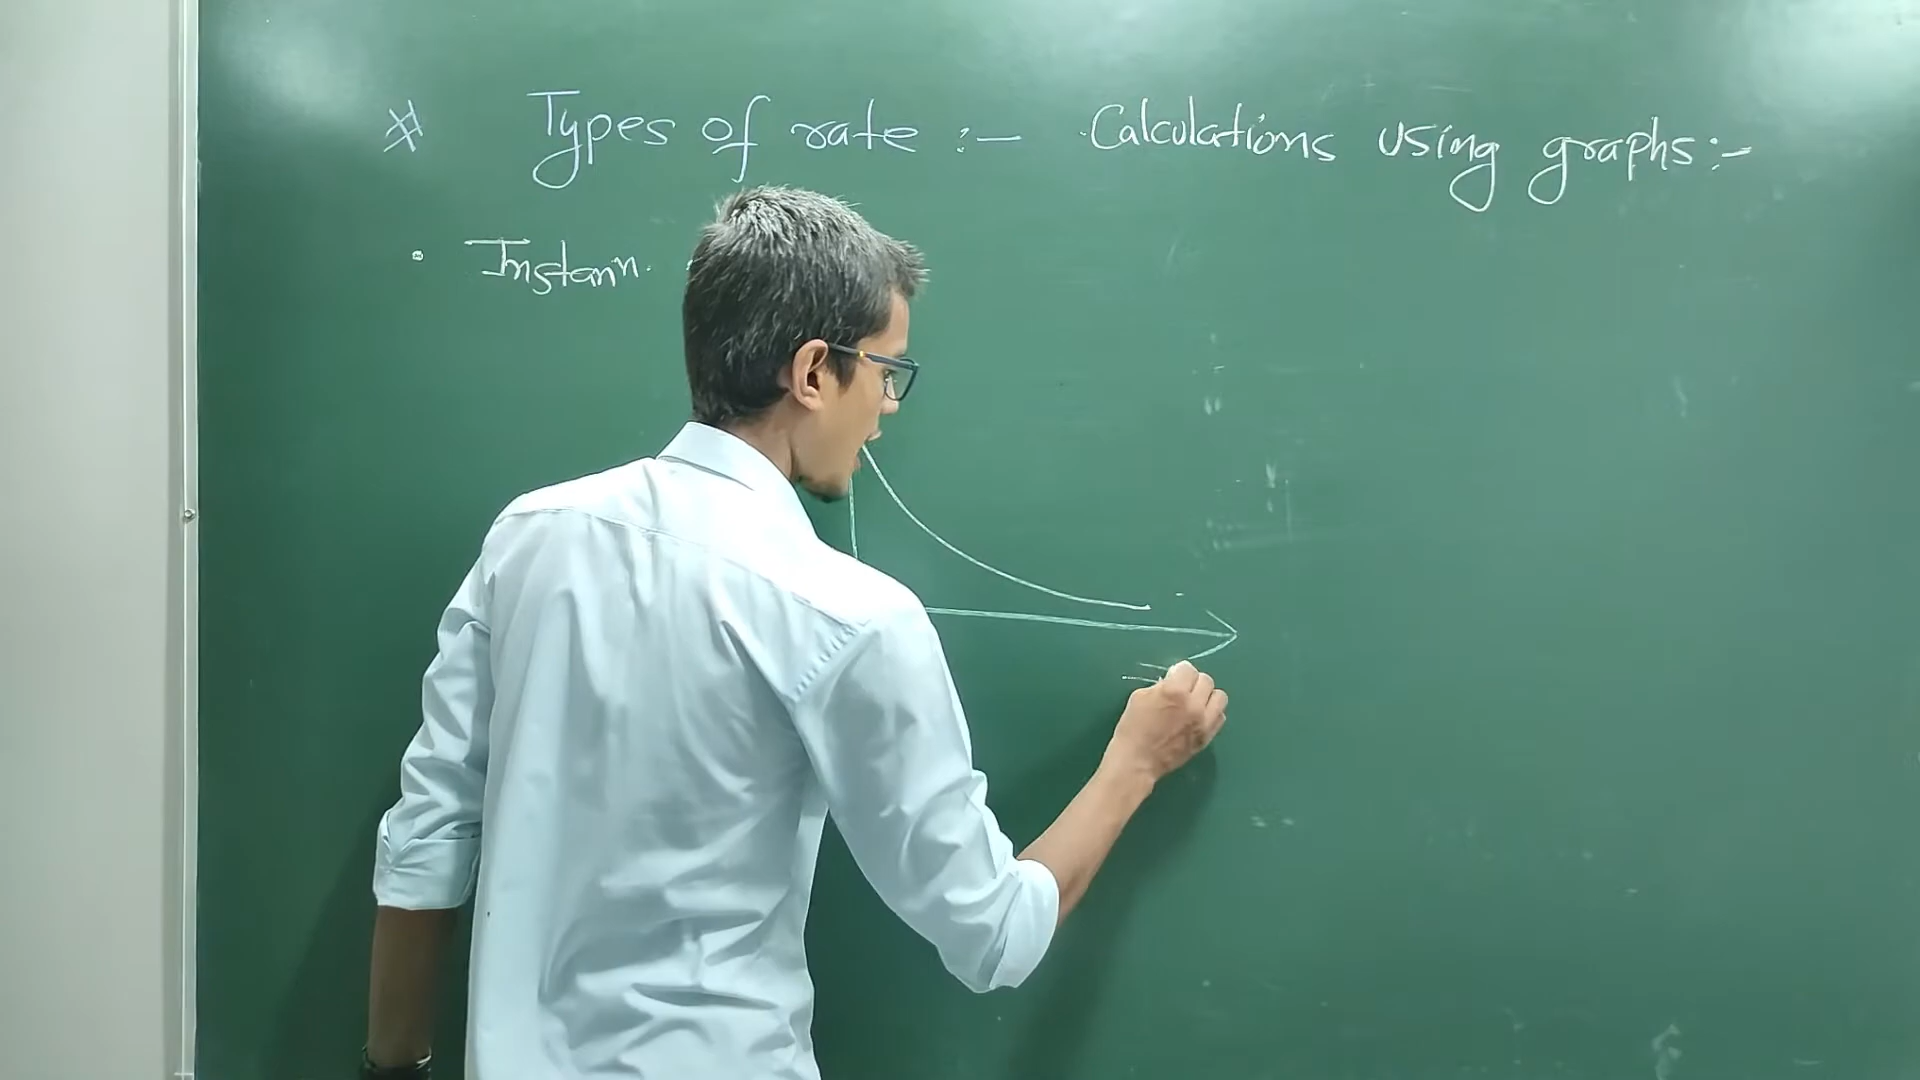 * Types of rate :- Calculations using graphs:-
• Instann.